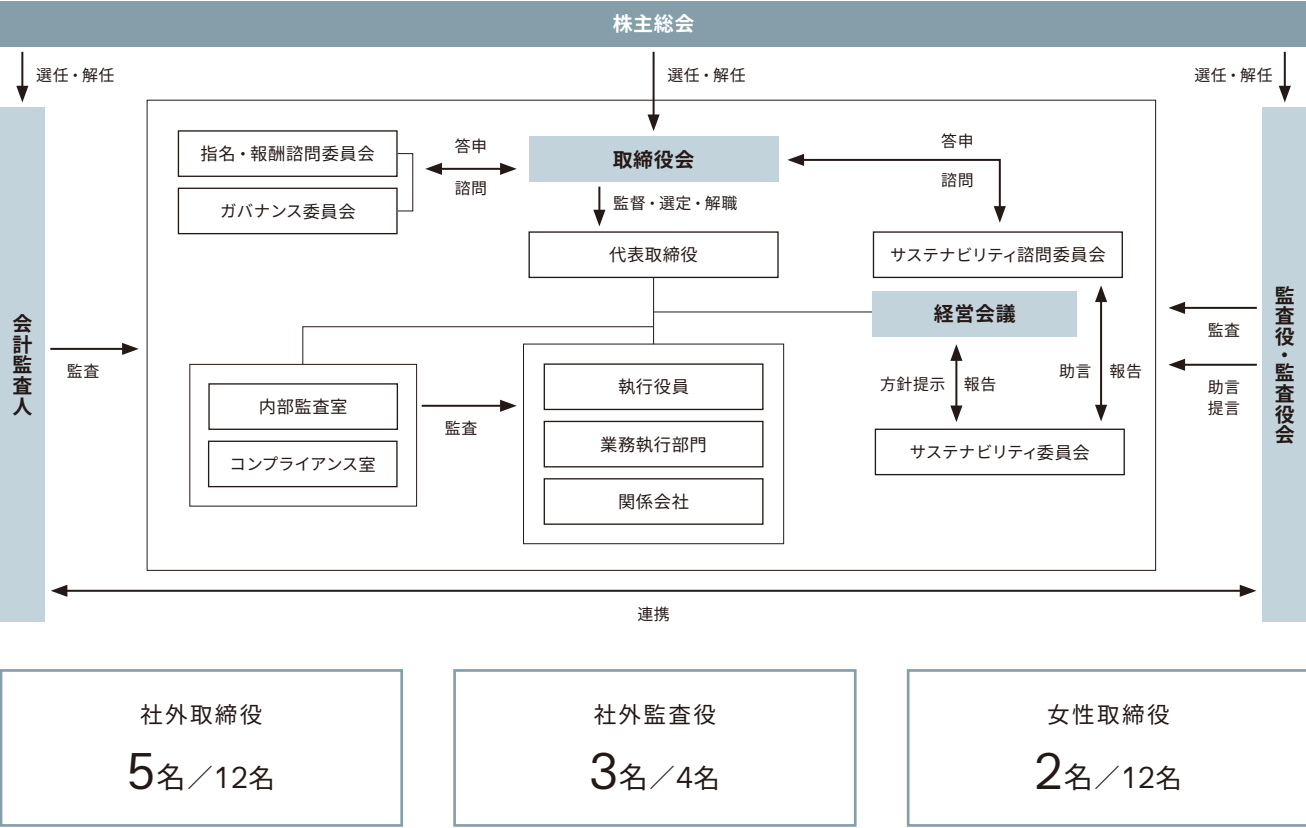 株主総会
選任・解任
選任・解任
選任・解任
指名・報酬諮問委員会
ガバナンス委員会
答申
諮問
取締役会
答申
諮問
監督・選定・解職
代表取締役
サステナビリティ諮問委員会
経営会議
会計監査人
監査
監査役・監査役会
監査
助言
提言
内部監査室
コンプライアンス室
監査
執行役員
業務執行部門
関係会社
方針提示
報告
助言
報告
サステナビリティ委員会
連携
社外取締役
5名／12名
社外監査役
3名／4名
女性取締役
2名／12名